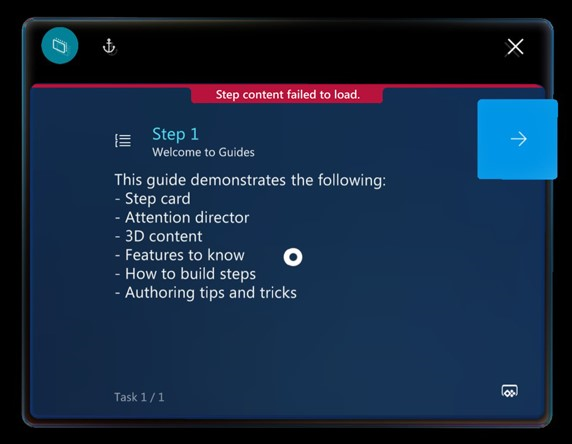 Step content failed to load.
Step 1
Welcome to Guides
This guide demonstrates the following:
- Step card
- Attention director
- 3D content
- Features to know
- How to build steps
- Authoring tips and tricks
Task 1 / 1